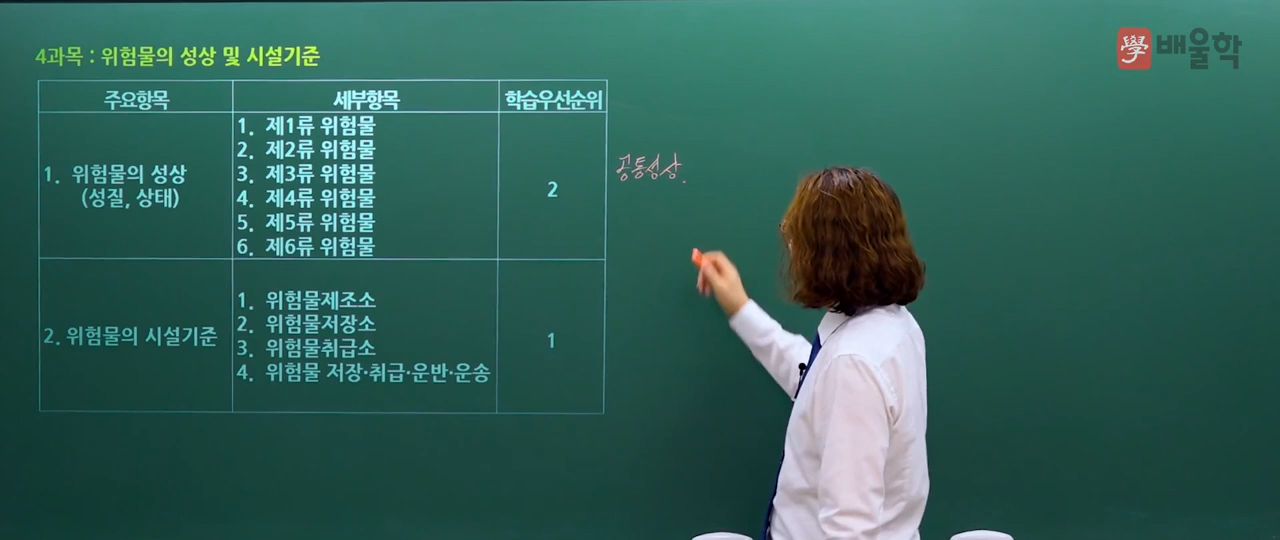 4과목 : 위험물의 성상 및 시설기준
學 배울학
주요항목 세부항목 학습우선순위
1. 위험물의 성상
(성질, 상태)
1. 제1류 위험물
2. 제2류 위험물
3. 제3류 위험물
4. 제4류 위험물
5. 제5류 위험물
6. 제6류 위험물
2
공통성상.
2. 위험물의 시설기준
1. 위험물제조소
2. 위험물저장소
3. 위험물취급소
4. 위험물 저장·취급·운반·운송
1